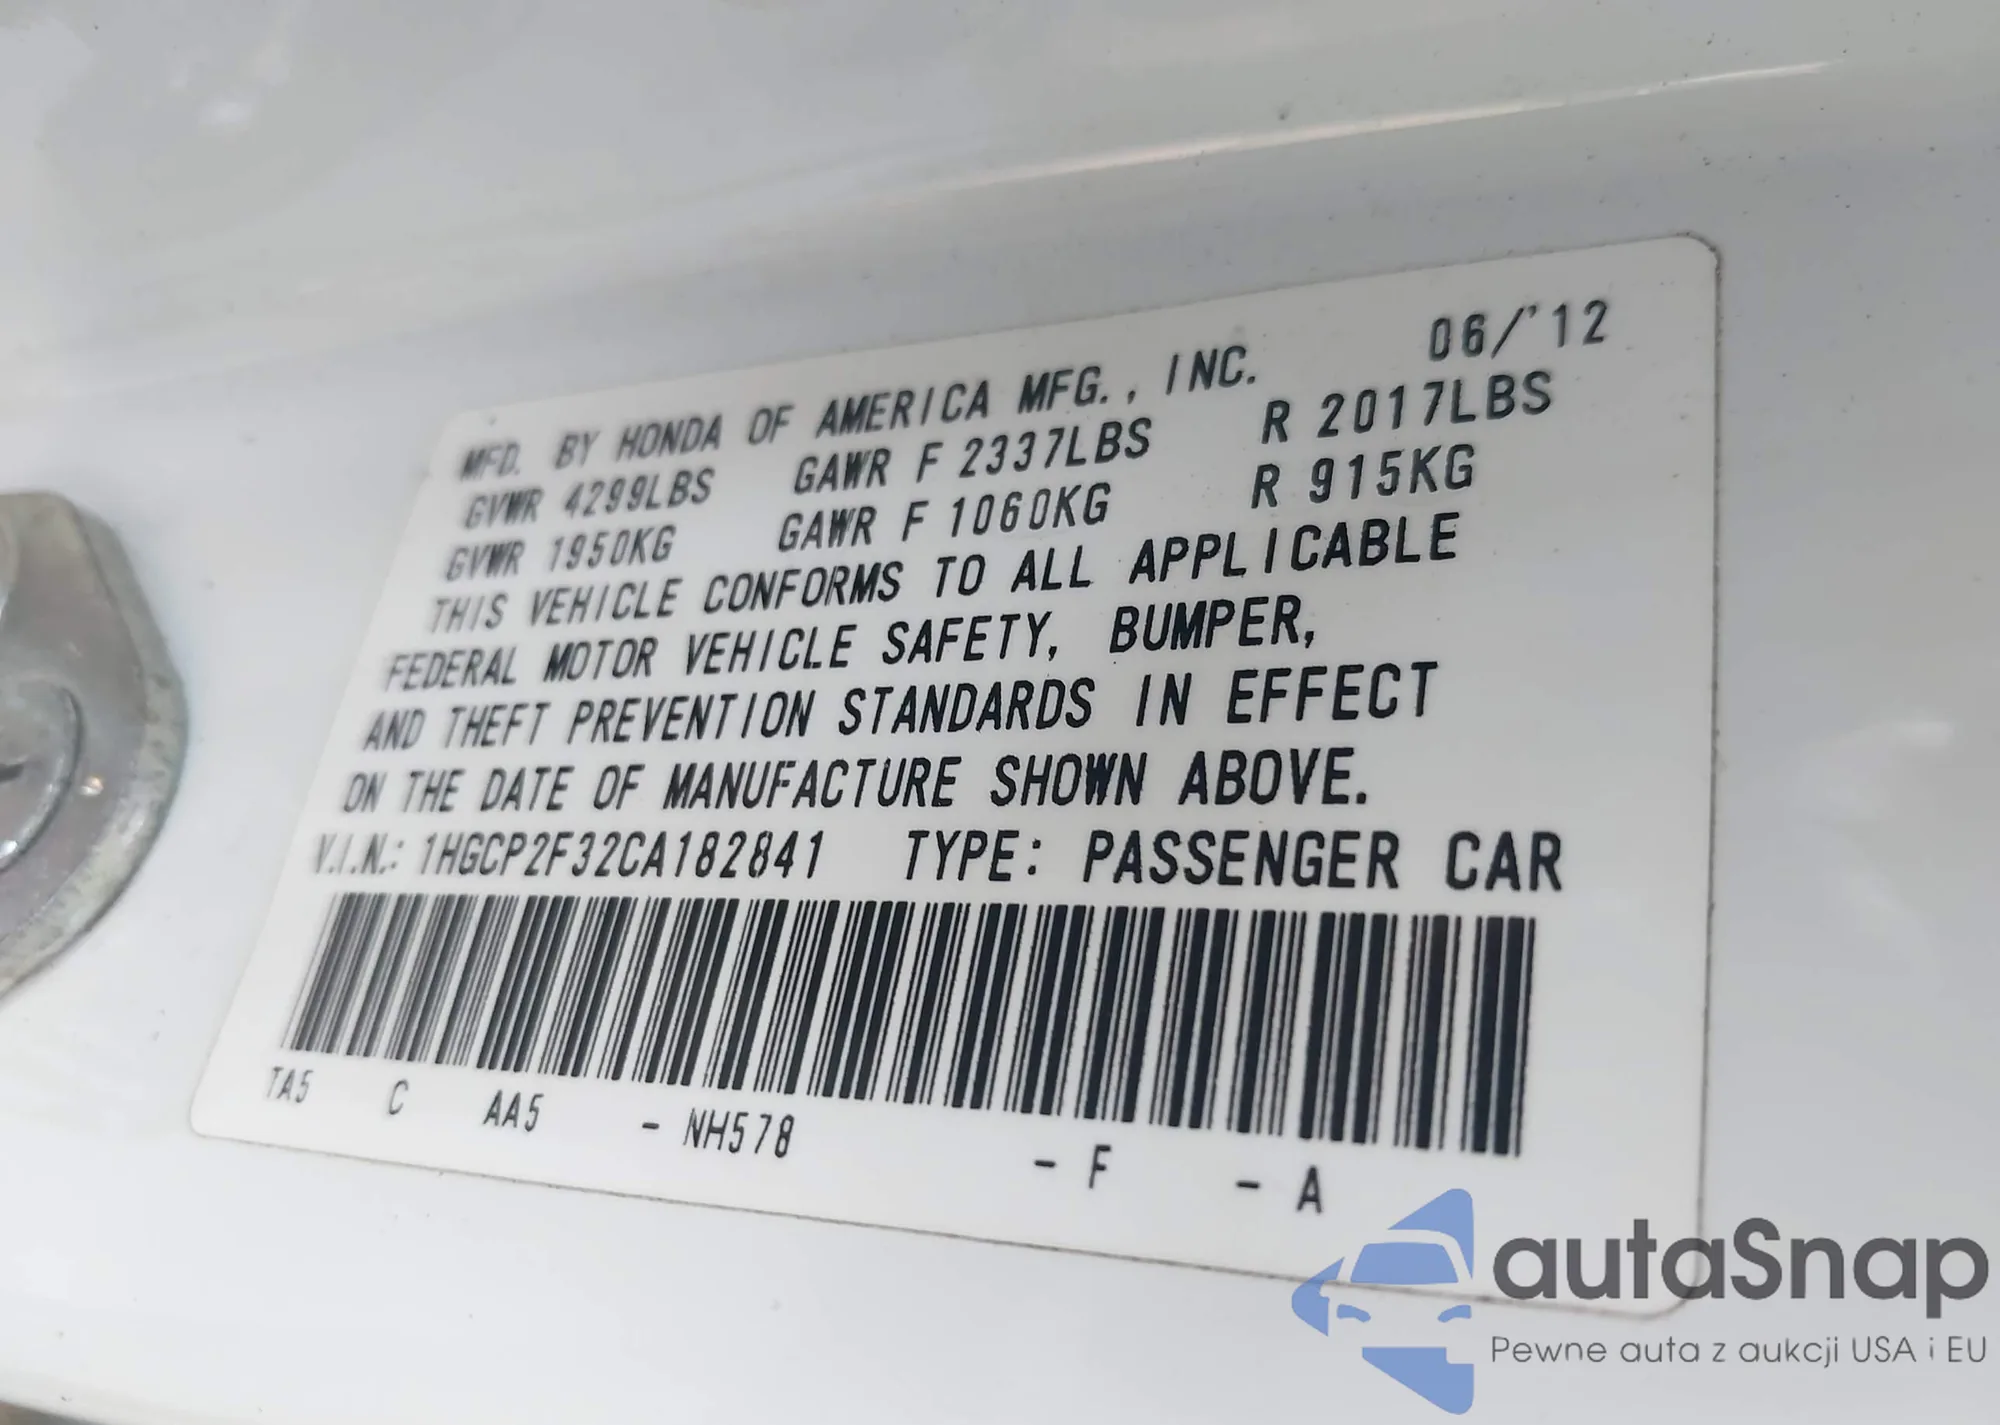 06/'12
MFD. BY HONDA OF AMERICA MFG., INC.
GVWR 4299LBS GAWR F 2337LBS R 2017LBS
GVWR 1950KG GAWR F 1060KG R 915KG
THIS VEHICLE CONFORMS TO ALL APPLICABLE
FEDERAL MOTOR VEHICLE SAFETY, BUMPER,
AND THEFT PREVENTION STANDARDS IN EFFECT
ON THE DATE OF MANUFACTURE SHOWN ABOVE.
V.I.N.: 1HGCP2F32CA182841 TYPE: PASSENGER CAR
TA5 C AA5 - NH578 - F - A
autaSnap
Pewne auta z aukcji USA i EU